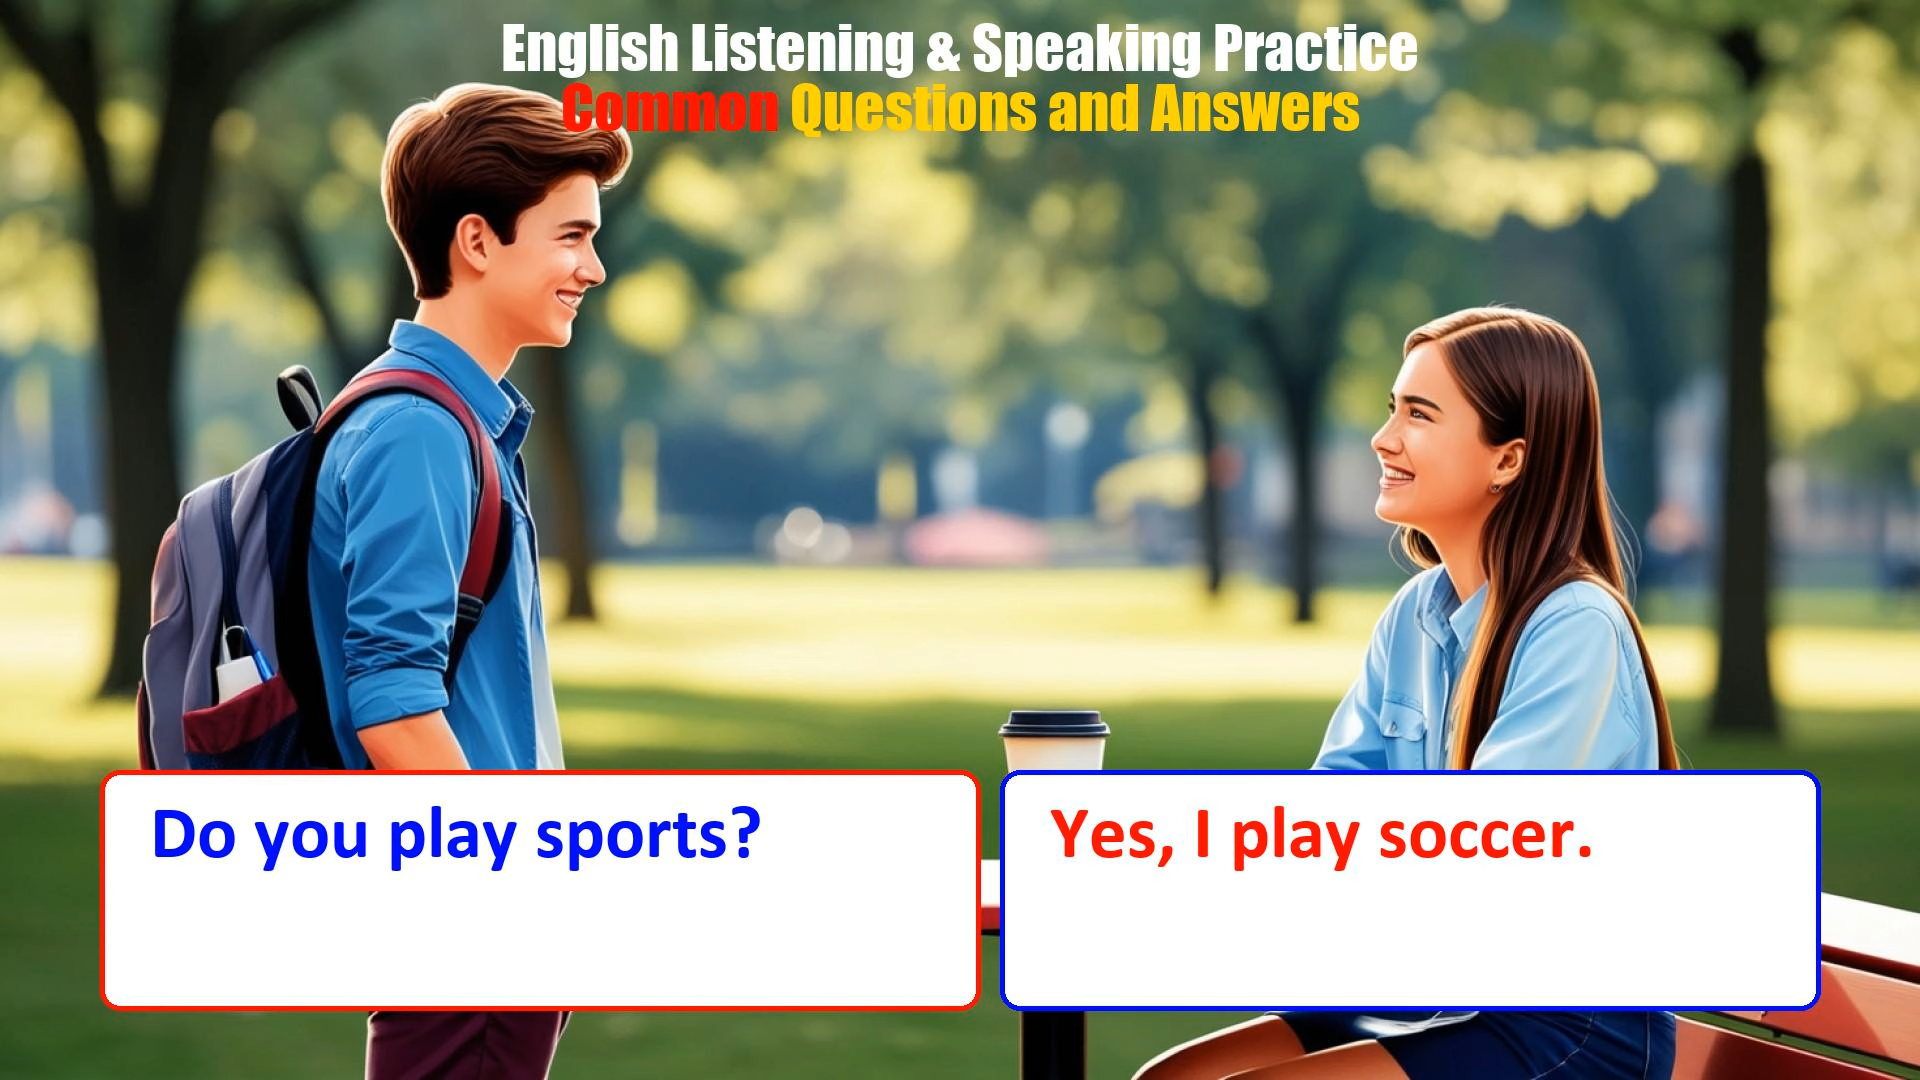 English Listening & Speaking Practice
Common Questions and Answers
Do you play sports?
Yes, I play soccer.